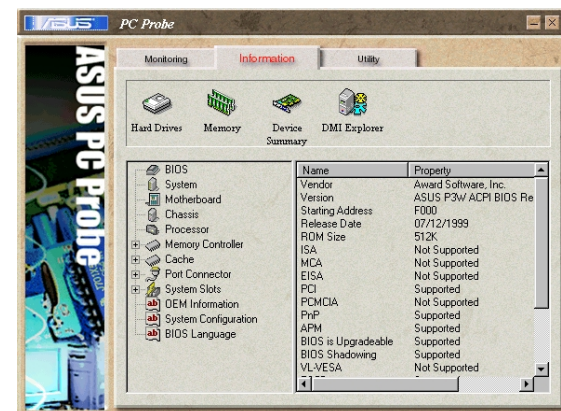 ASUS PC Probe
Monitoring Information Utility
Hard Drives Memory Device Summary DMI Explorer
ASUS PC Probe
BIOS
System
Motherboard
Chassis
Processor
Memory Controller
Cache
Port Connector
System Slots
OEM Information
System Configuration
BIOS Language
Name Property
Vendor Award Software, Inc.
Version ASUS P3W ACPI BIOS Re
Starting Address F000
Release Date 07/12/1999
ROM Size 512K
ISA Not Supported
MCA Not Supported
EISA Not Supported
PCI Supported
PCMCIA Not Supported
PnP Supported
APM Supported
BIOS is Upgradeable Supported
BIOS Shadowing Supported
VL-VESA Not Supported